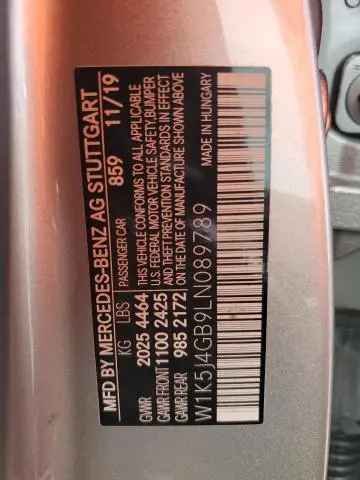 MFD BY MERCEDES-BENZ AG STUTTGART
PASSENGER CAR 859 11/19
KG LBS
GVWR 2025 4464
GAWR FRONT 1100 2425
GAWR REAR 985 2172
THIS VEHICLE CONFORMS TO ALL APPLICABLE
U.S. FEDERAL MOTOR VEHICLE SAFETY, BUMPER
AND THEFT PREVENTION STANDARDS IN EFFECT
ON THE DATE OF MANUFACTURE SHOWN ABOVE
W1K5J4GB9LN089789
MADE IN HUNGARY